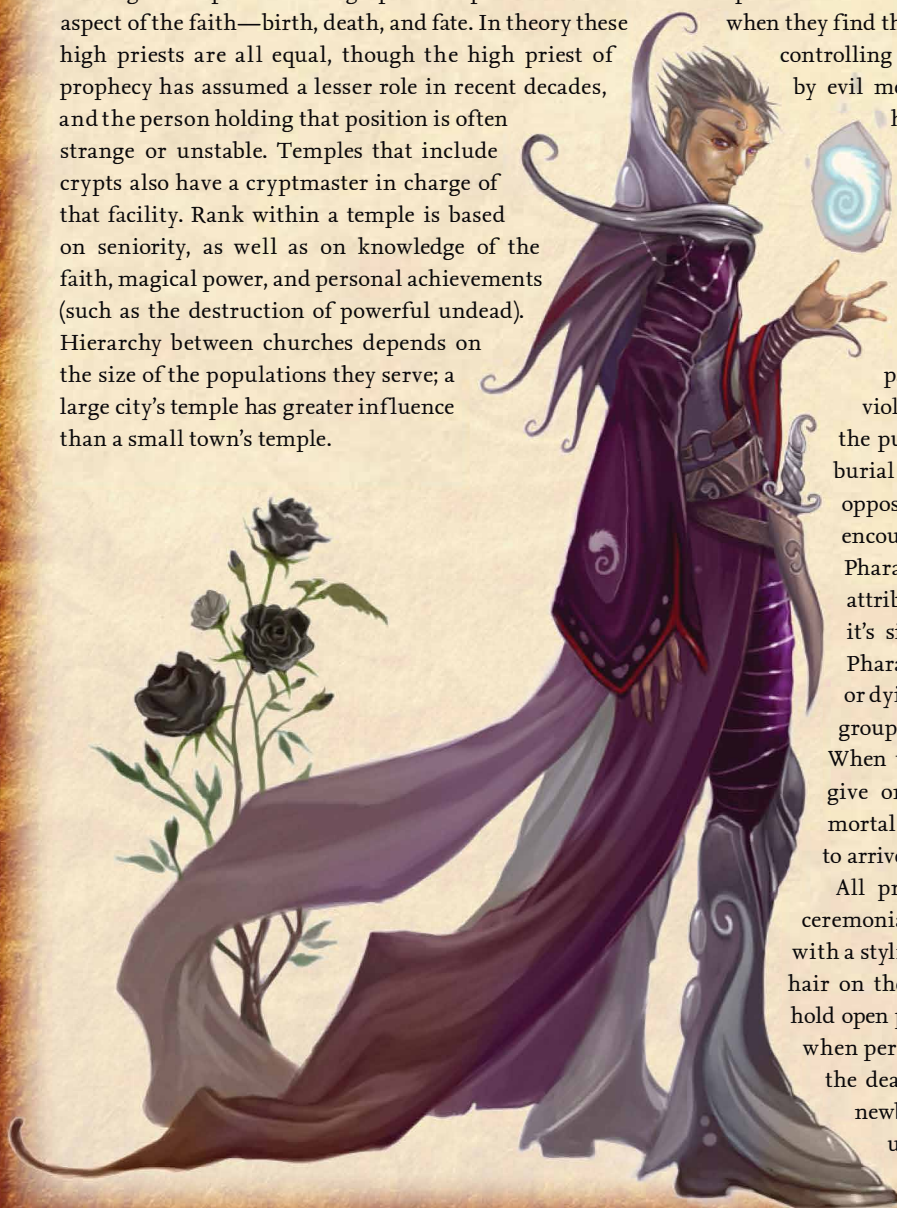 aspect of the faith—birth, death, and fate. In theory these
high priests are all equal, though the high priest of
prophecy has assumed a lesser role in recent decades,
and the person holding that position is often
strange or unstable. Temples that include
crypts also have a cryptmaster in charge of
that facility. Rank within a temple is based
on seniority, as well as on knowledge of the
faith, magical power, and personal achievements
(such as the destruction of powerful undead).
Hierarchy between churches depends on
the size of the populations they serve; a
large city’s temple has greater influence
than a small town’s temple.
when they find th
controlling
by evil me
h
p
viol
the pu
burial
oppos
encou
Phara
attrib
it’s si
Phara
or dyi
group
When
give or
mortal
to arrive
All pr
ceremonia
with a styli
hair on the
hold open p
when per
the dea
newb
u